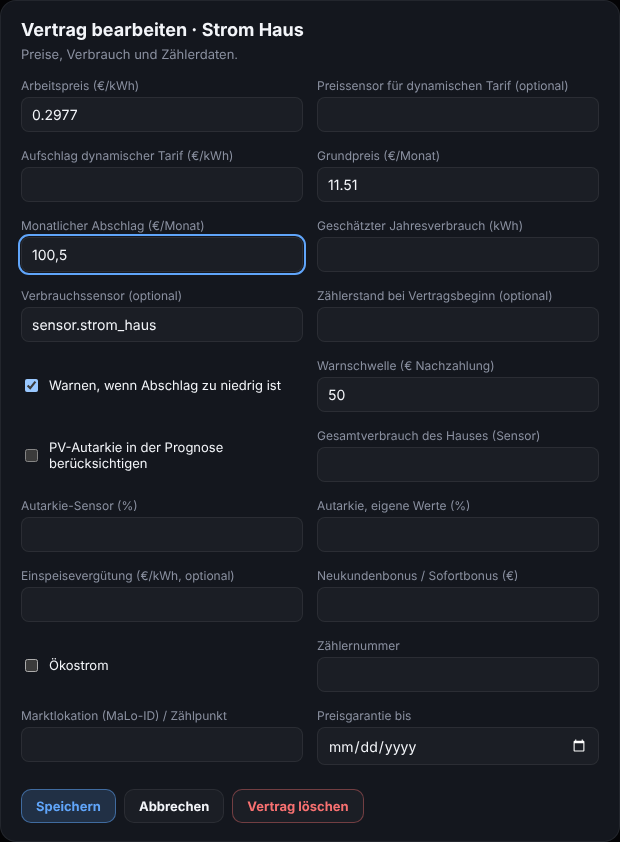 Vertrag bearbeiten · Strom Haus
Preise, Verbrauch und Zählerdaten.
Arbeitspreis (€/kWh)
Preissensor für dynamischen Tarif (optional)
0.2977
Aufschlag dynamischer Tarif (€/kWh)
Grundpreis (€/Monat)
11.51
Monatlicher Abschlag (€/Monat)
Geschätzter Jahresverbrauch (kWh)
100,5
Verbrauchssensor (optional)
Zählerstand bei Vertragsbeginn (optional)
sensor.strom_haus
Warnen, wenn Abschlag zu niedrig ist
Warnschwelle (€ Nachzahlung)
50
PV-Autarkie in der Prognose
berücksichtigen
Gesamtverbrauch des Hauses (Sensor)
Autarkie-Sensor (%)
Autarkie, eigene Werte (%)
Einspeisevergütung (€/kWh, optional)
Neukundenbonus / Sofortbonus (€)
Ökostrom
Zählernummer
Marktlokation (MaLo-ID) / Zählpunkt
Preisgarantie bis
mm/dd/yyyy
Speichern
Abbrechen
Vertrag löschen